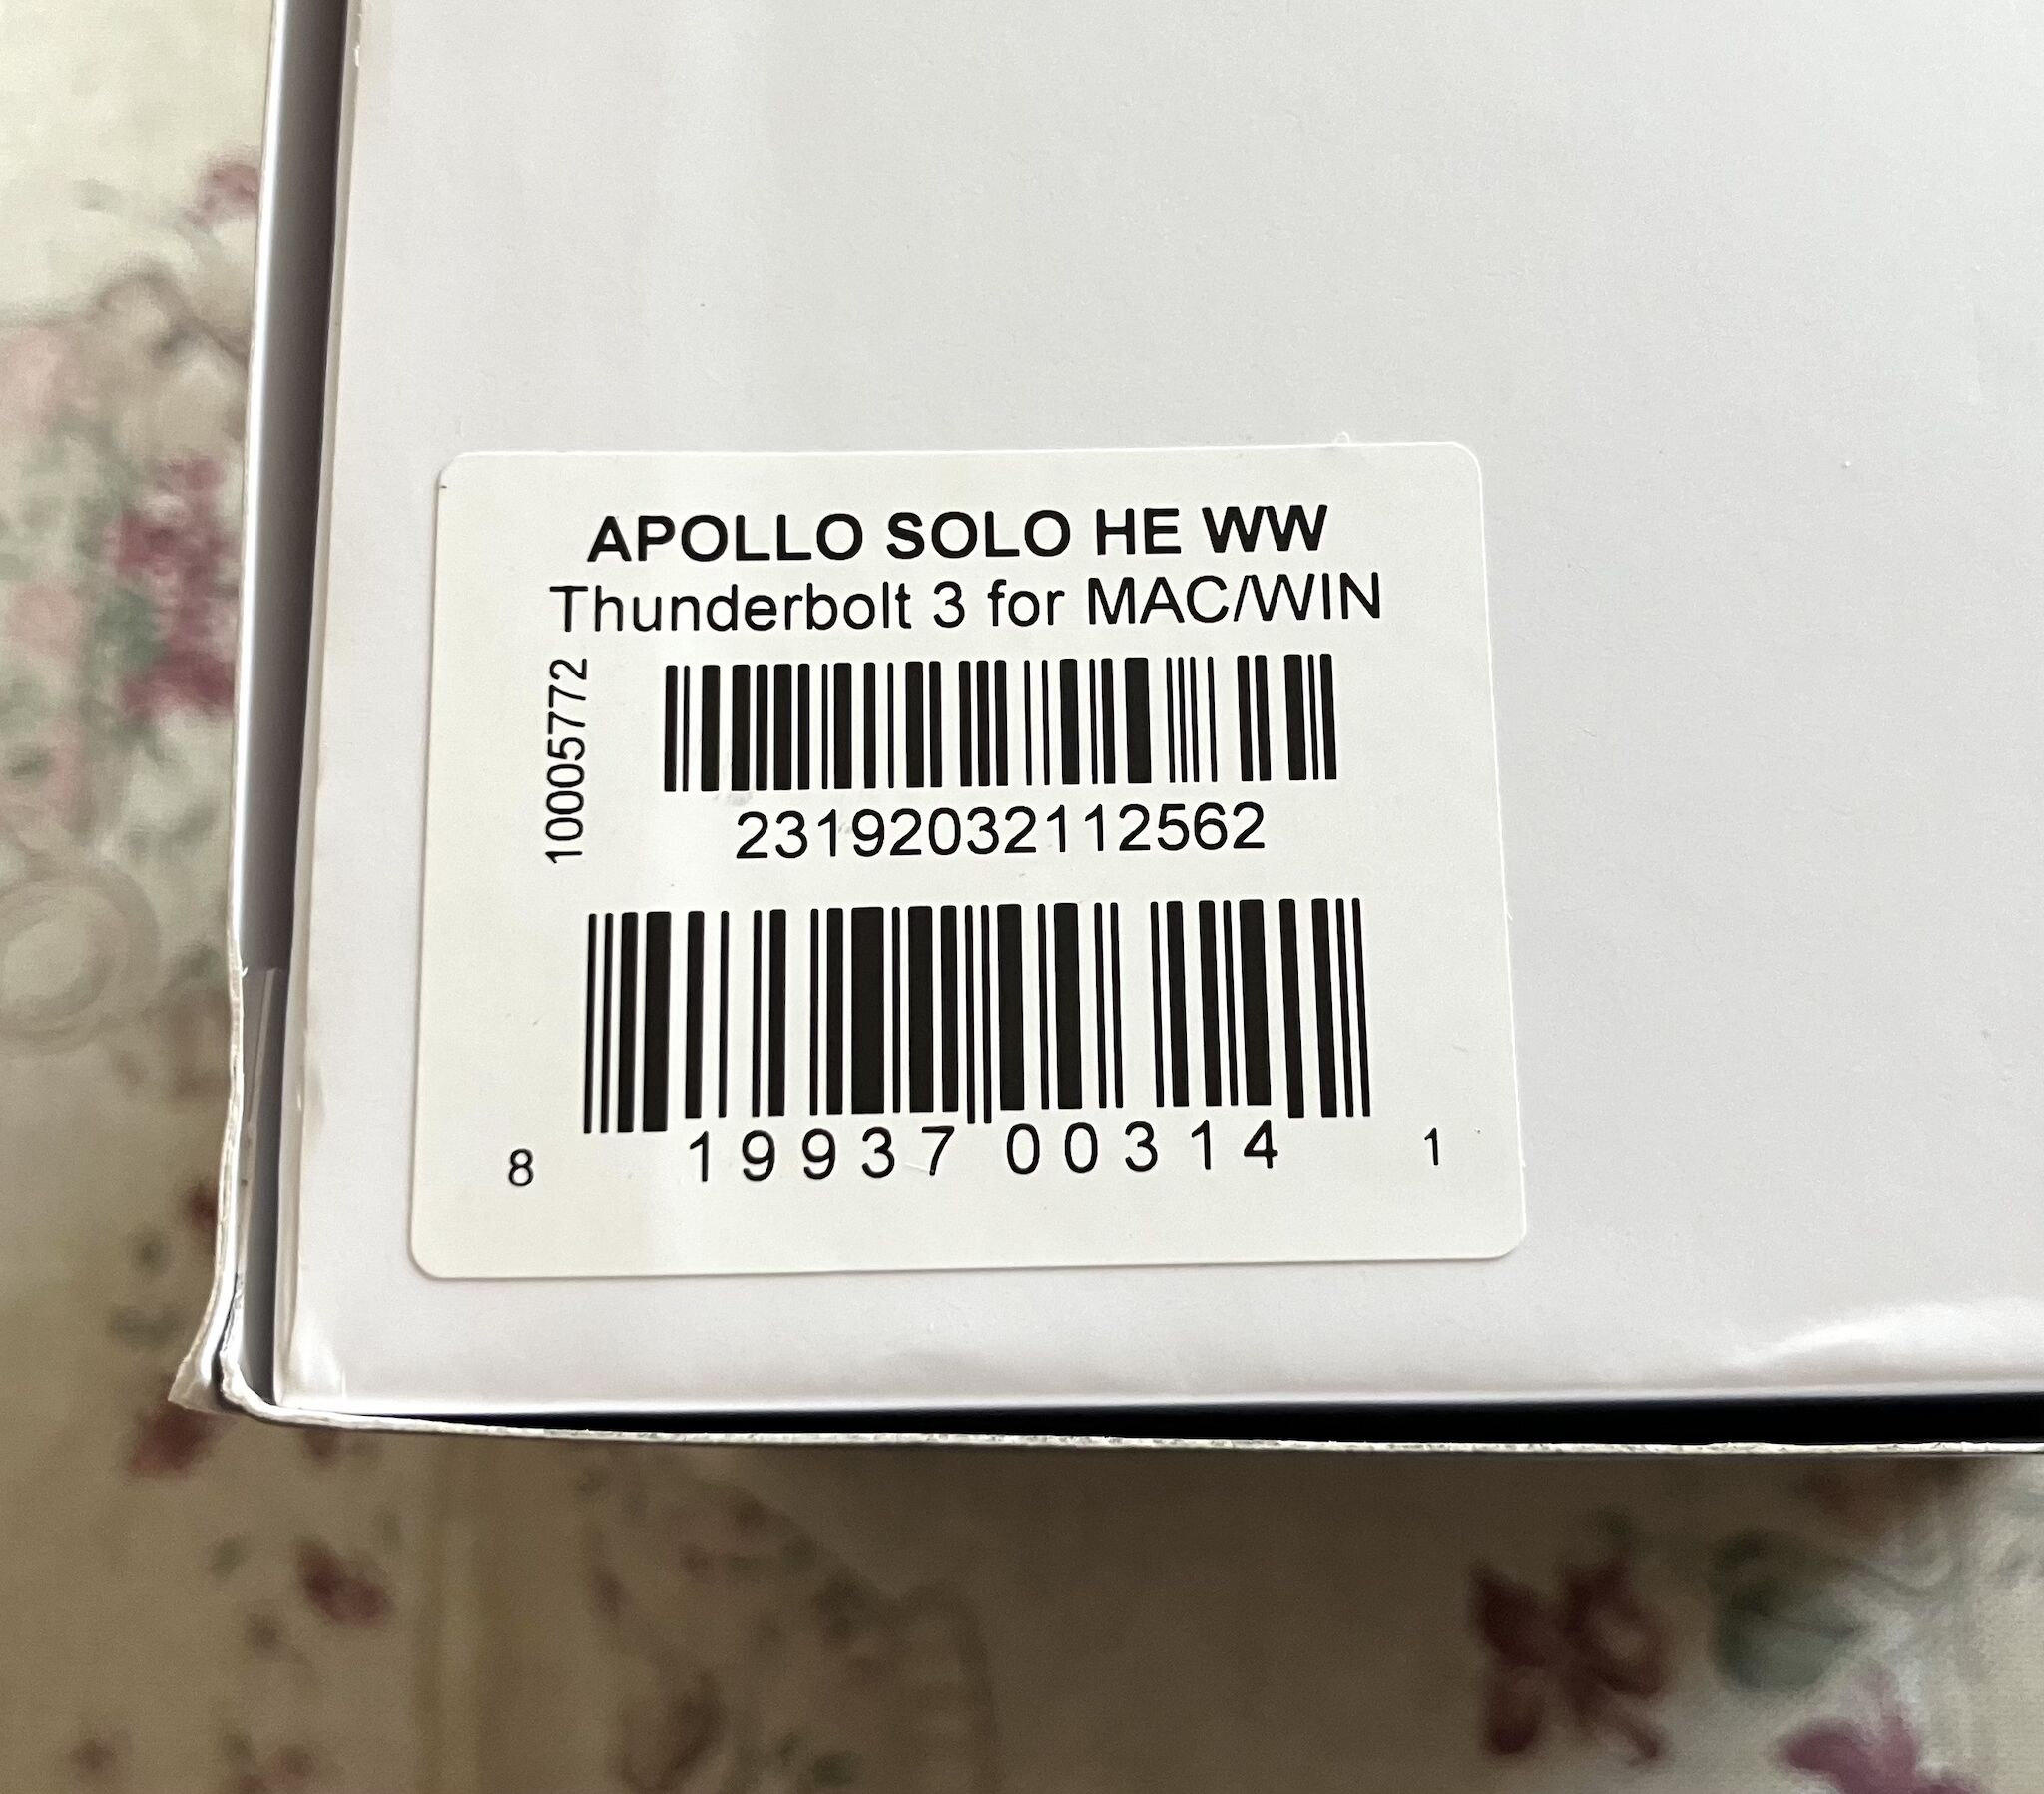 APOLLO SOLO HE WW
Thunderbolt 3 for MAC/WIN
10005772
23192032112562
8 19937 00314 1